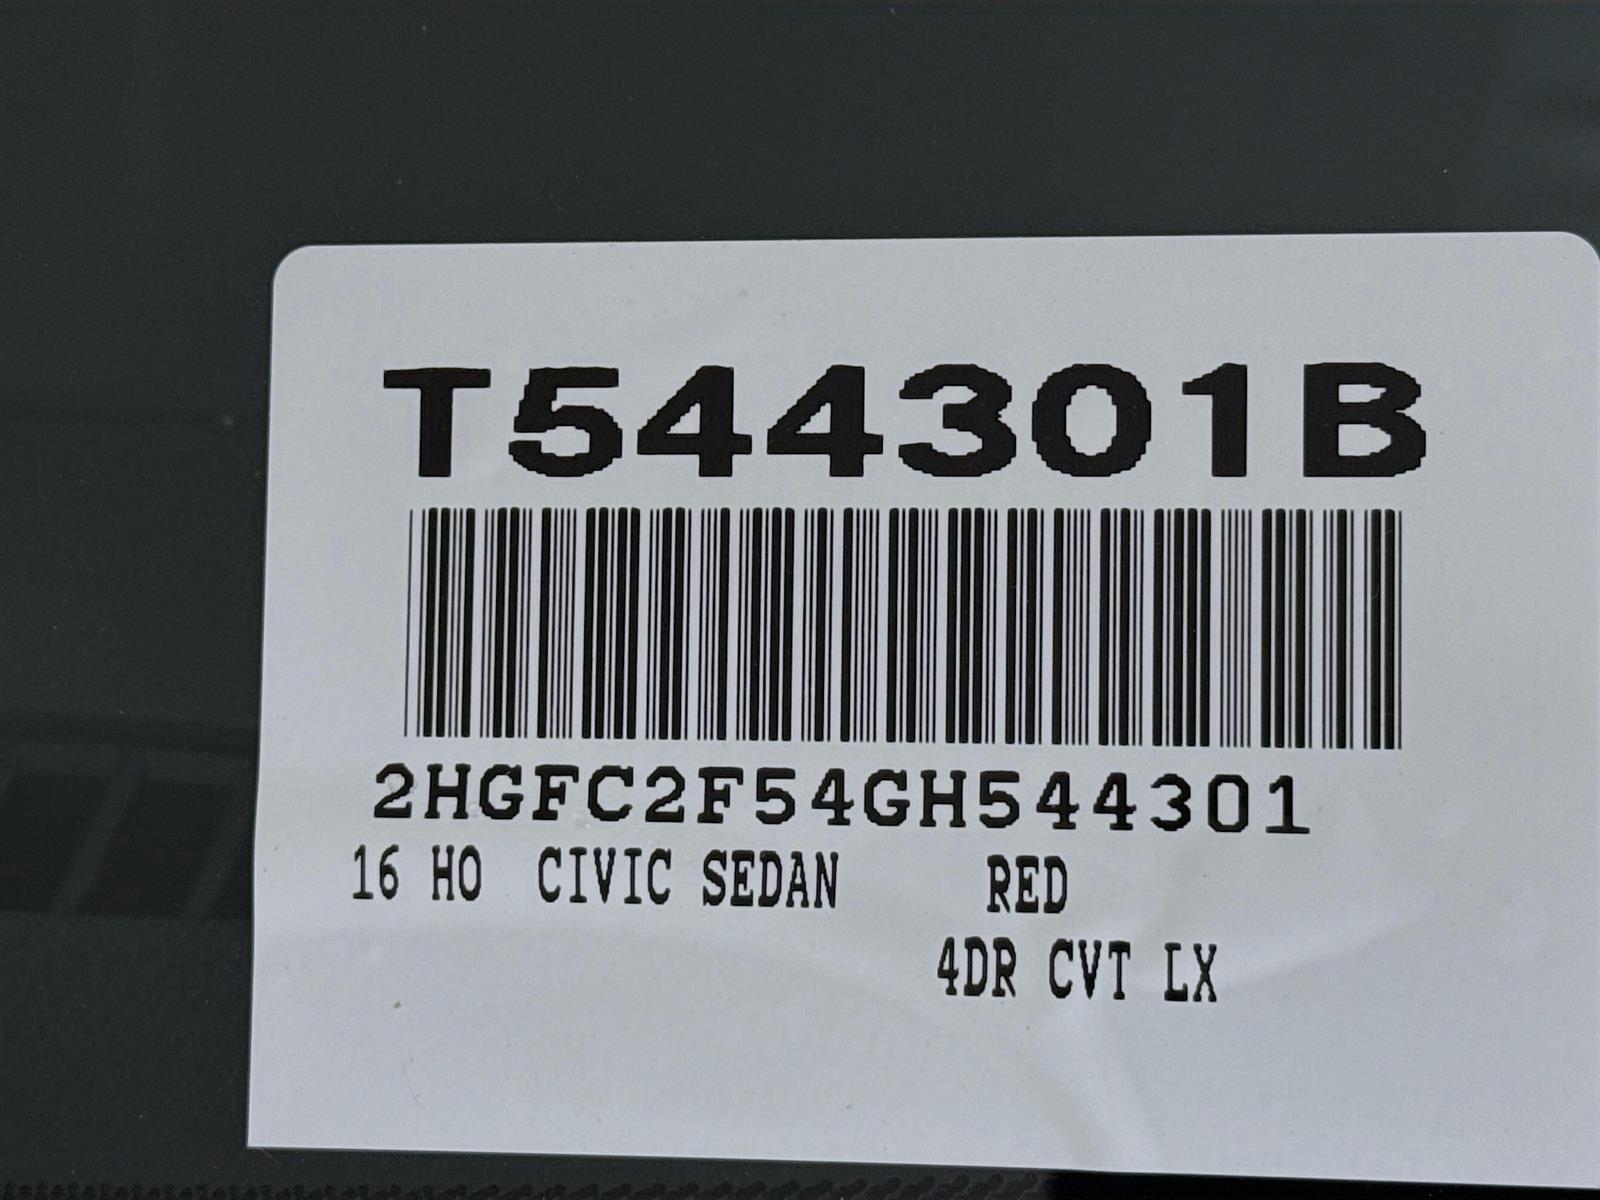 T544301B
2HGFC2F54GH544301
16 HO CIVIC SEDAN RED
4DR CVT LX